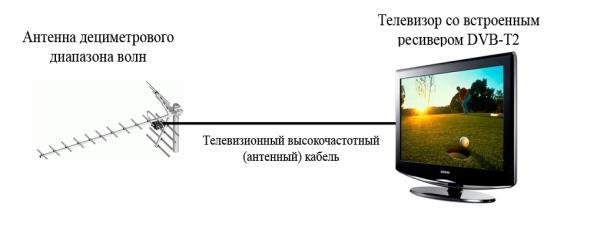 Антенна дециметрового
диапазона волн
Телевизор со встроенным
ресивером DVB-T2
Телевизионный высокочастотный
(антенный) кабель